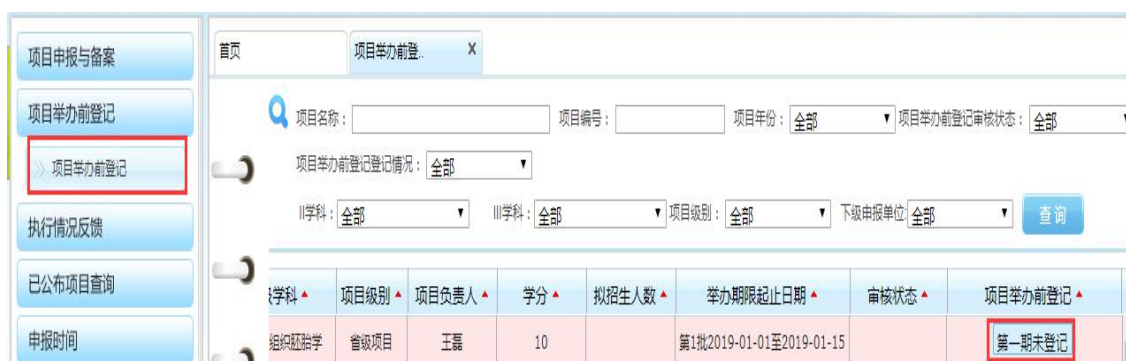 项目申报与备案
项目举办前登记
项目举办前登记
执行情况反馈
已公布项目查询
申报时间
首页 项目举办前登.. X
项目名称： 项目编号： 项目年份： 全部 项目举办前登记审核状态： 全部
项目举办前登记登记情况： 全部
II学科： 全部 III学科： 全部 项目级别： 全部 下级申报单位: 全部 查询
学科 项目级别 项目负责人 学分 拟招生人数 举办期限起止日期 审核状态 项目举办前登记
组织胚胎学 省级项目 王磊 10 第1批2019-01-01至2019-01-15 第一期未登记